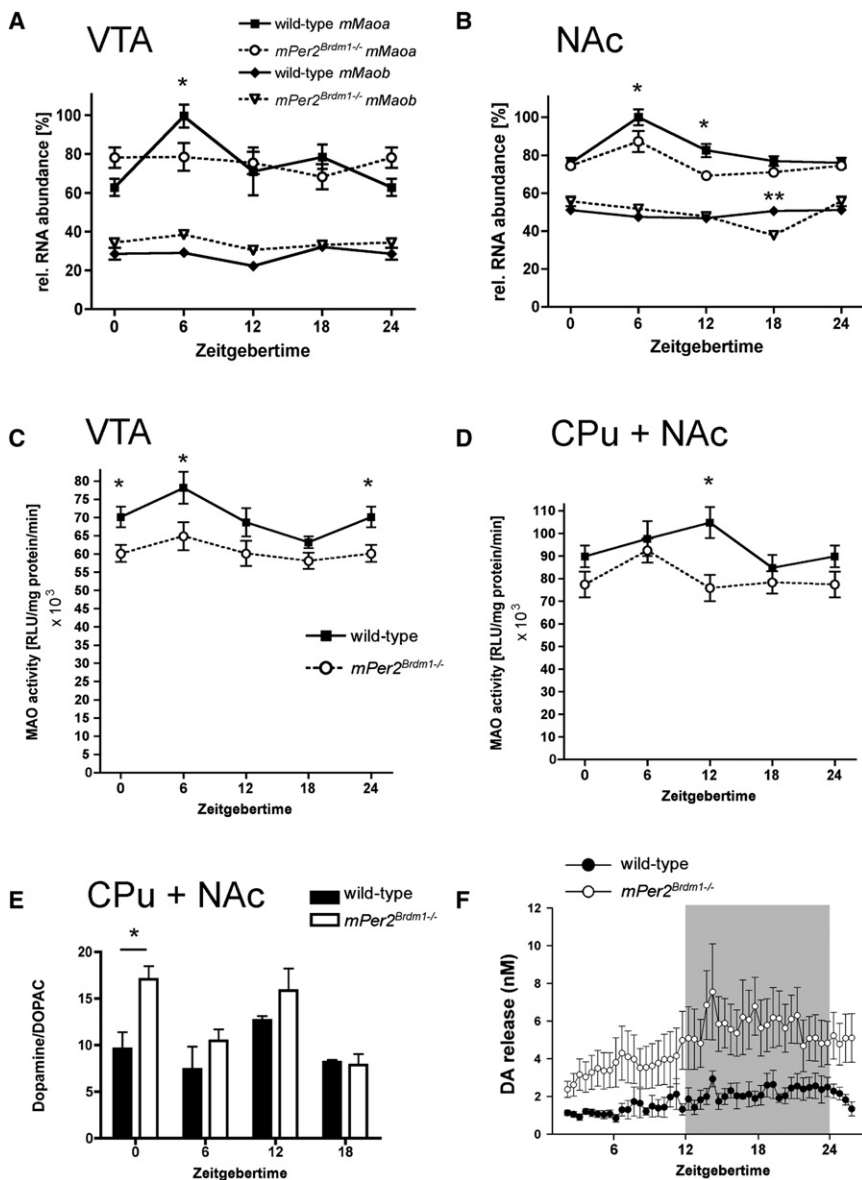 A
VTA
wild-type mMaoa
mPer2Brdm1-/- mMaoa
wild-type mMaob
mPer2Brdm1-/- mMaob
*
rel. RNA abundance [%]
100
80
60
40
20
0
0 6 12 18 24
Zeitgebertime
B
NAc
*
*
**
rel. RNA abundance [%]
100
80
60
40
20
0
0 6 12 18 24
Zeitgebertime
C
VTA
*
*
*
MAO activity [RLU/mg protein/min]
x 10³
80
75
70
65
60
55
50
45
40
35
30
25
20
15
10
5
0
wild-type
mPer2Brdm1-/-
0 6 12 18 24
Zeitgebertime
D
CPu + NAc
*
MAO activity [RLU/mg protein/min]
x 10³
110
100
90
80
70
60
50
40
30
20
10
0
0 6 12 18 24
Zeitgebertime
E
CPu + NAc
wild-type
mPer2Brdm1-/-
*
Dopamine/DOPAC
20
15
10
5
0
0 6 12 18
Zeitgebertime
F
wild-type
mPer2Brdm1-/-
DA release (nM)
12
10
8
6
4
2
0
6 12 18 24
Zeitgebertime